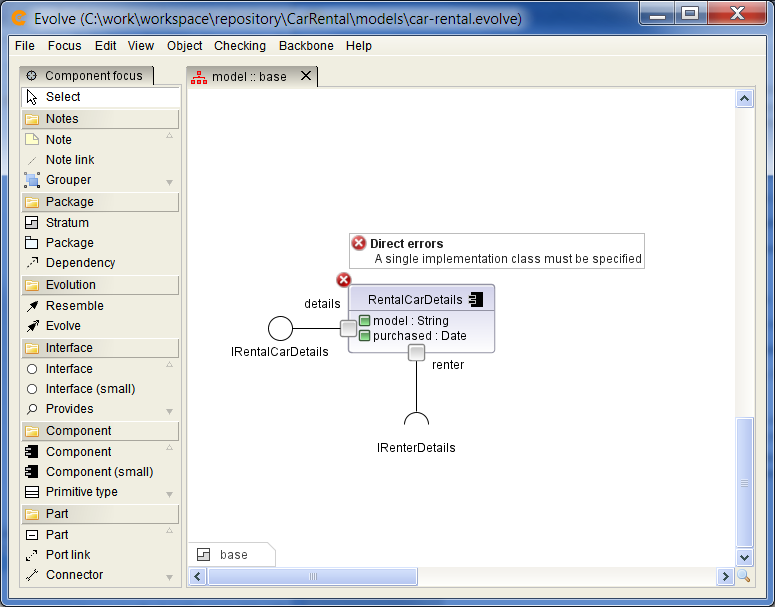 Evolve (C:\work\workspace\repository\CarRental\models\car-rental.evolve)
File Focus Edit View Object Checking Backbone Help
Component focus
Select
Notes
Note
Note link
Grouper
Package
Stratum
Package
Dependency
Evolution
Resemble
Evolve
Interface
Interface
Interface (small)
Provides
Component
Component
Component (small)
Primitive type
Part
Part
Port link
Connector
model :: base
Direct errors
A single implementation class must be specified
details
RentalCarDetails
model : String
purchased : Date
IRentalCarDetails
renter
IRenterDetails
base